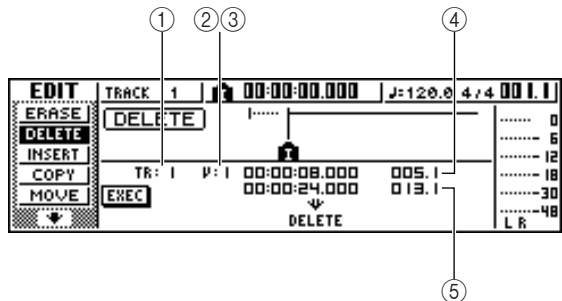 ① ② ③ ④
EDIT TRACK 1 00:00:00.000 ♩=120.0 4/4 001.1
ERASE
DELETE
INSERT
COPY
MOVE
DELETE
I
TR: 1 V: 1 00:00:08.000 005.1
00:00:24.000 013.1
EXEC
DELETE
0
6
12
18
30
48
L R
⑤